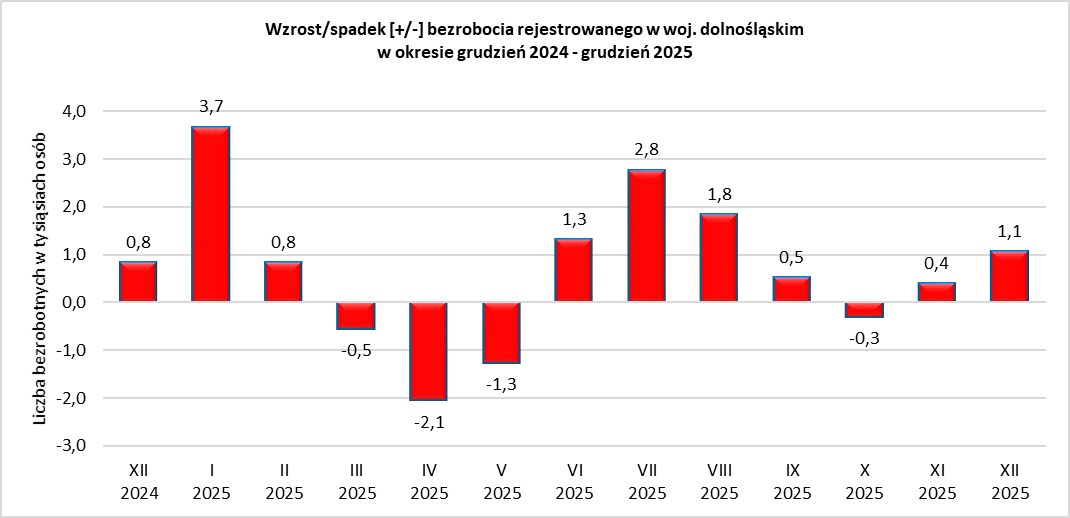 Wzrost/spadek [+/-] bezrobocia rejestrowanego w woj. dolnośląskim
w okresie grudzień 2024 - grudzień 2025
Liczba bezrobotnych w tysiąsiach osób
4,0
3,0
2,0
1,0
0,0
-1,0
-2,0
-3,0
0,8
3,7
0,8
-0,5
-2,1
-1,3
1,3
2,8
1,8
0,5
-0,3
0,4
1,1
XII
2024
I
2025
II
2025
III
2025
IV
2025
V
2025
VI
2025
VII
2025
VIII
2025
IX
2025
X
2025
XI
2025
XII
2025